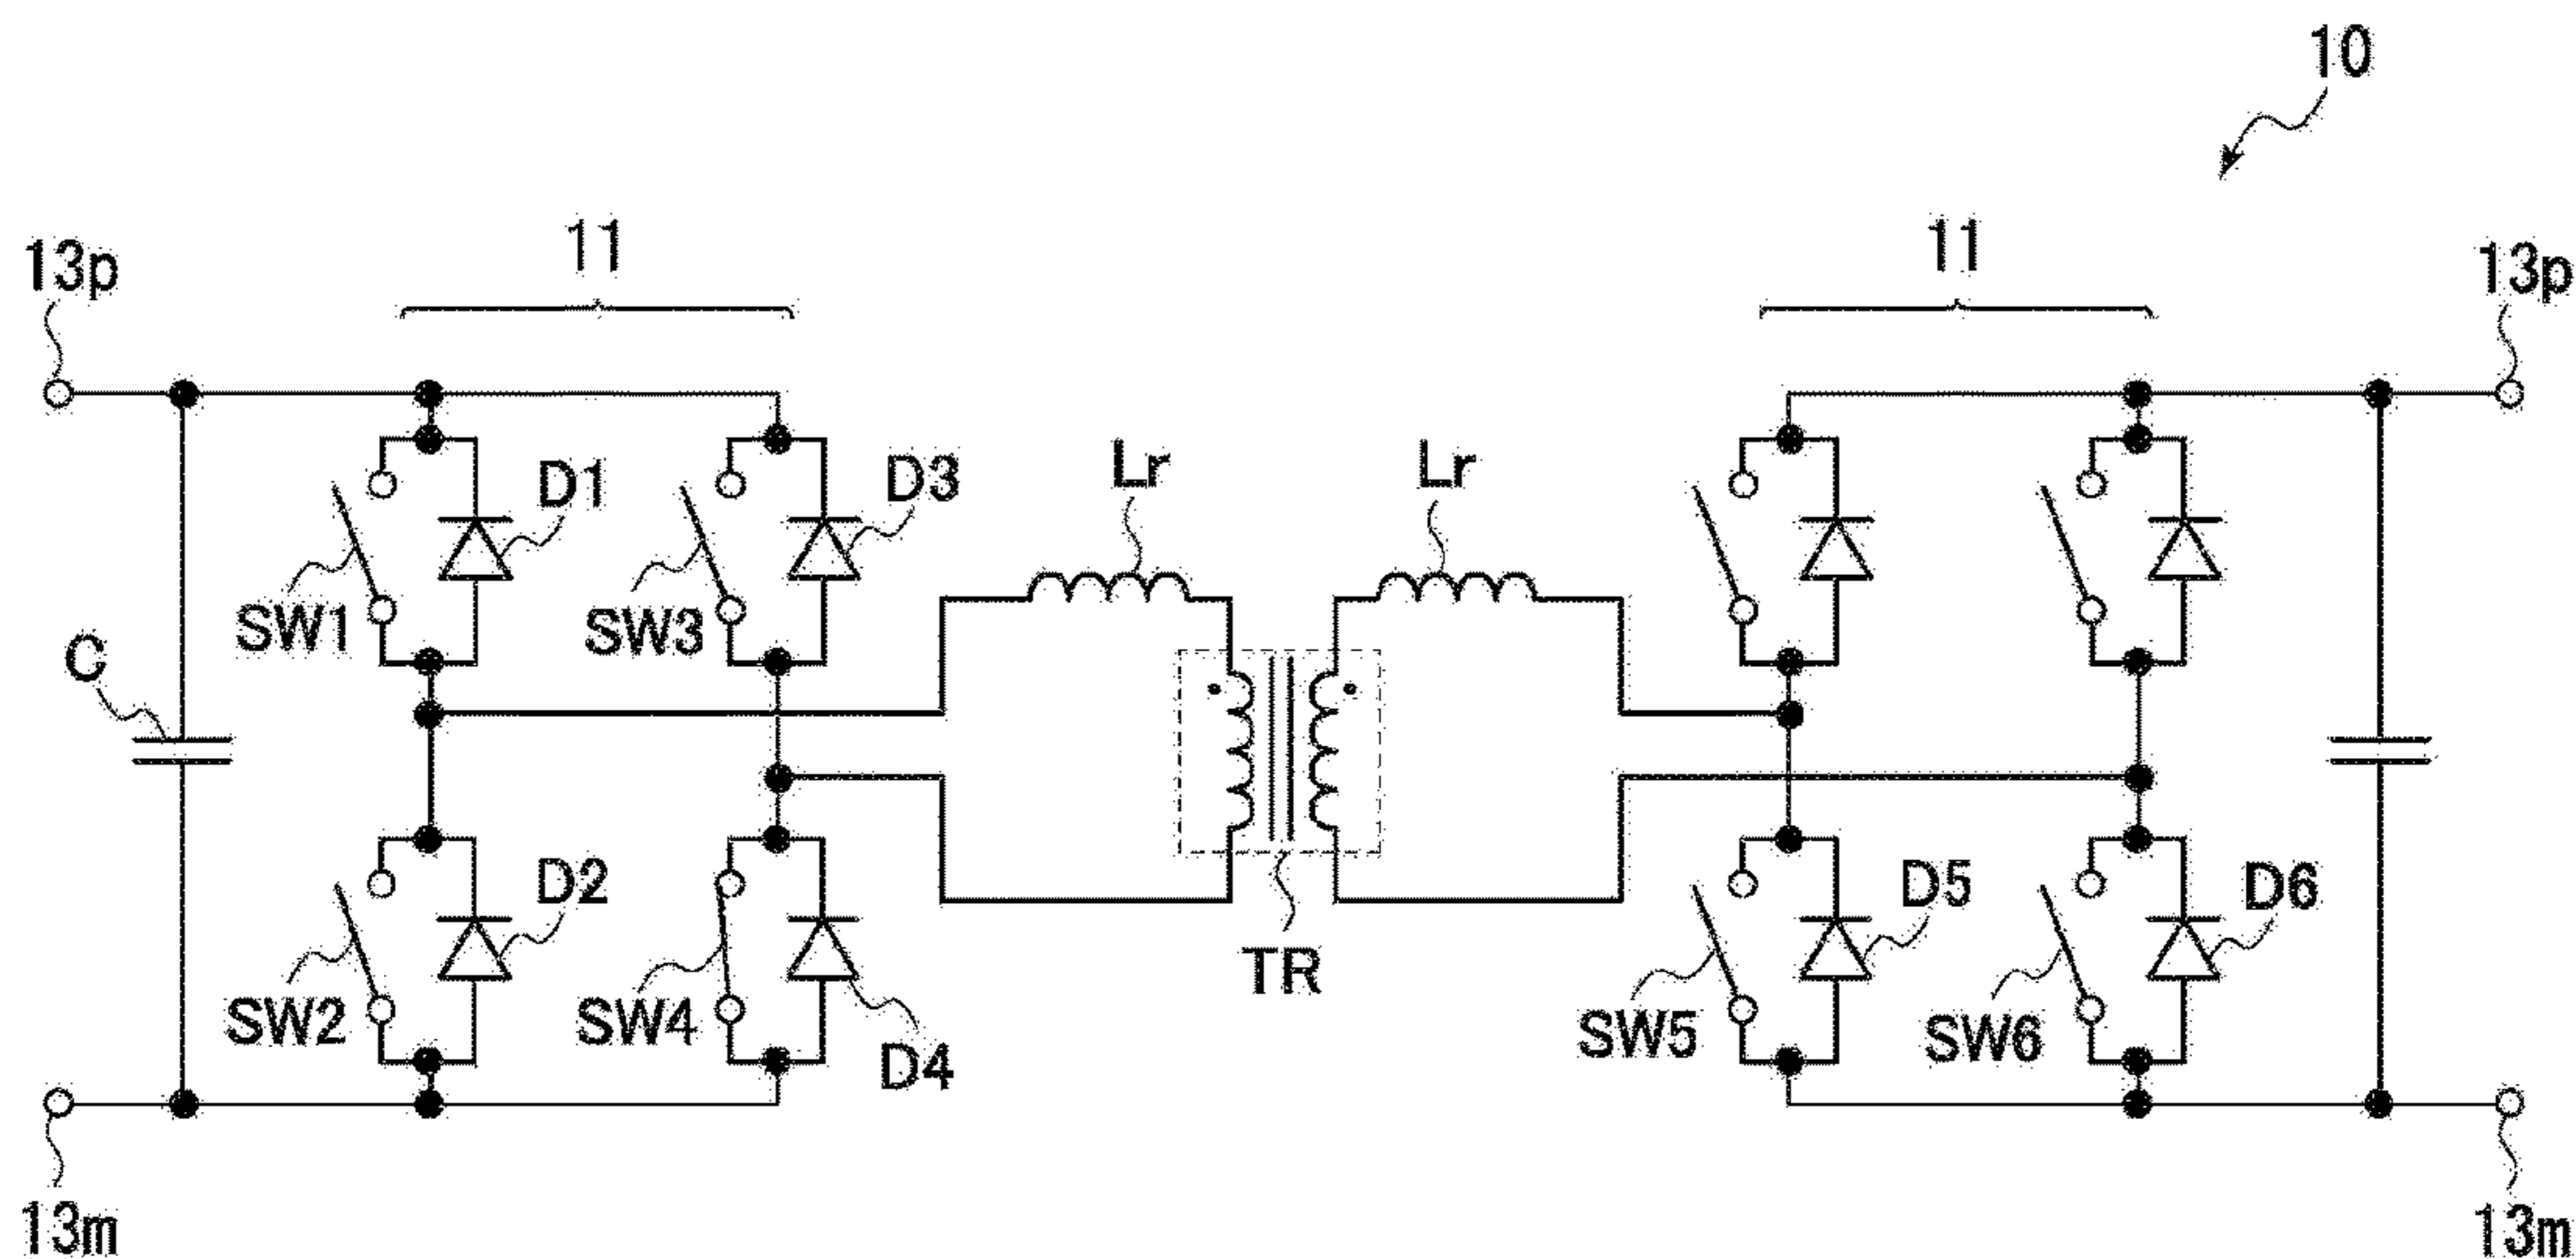 10
11 11
13p 13p
Lr Lr
D1 D3
SW1 SW3
C
D2 D5 D6
TR
SW2 SW4 SW5 SW6
D4
13m 13m